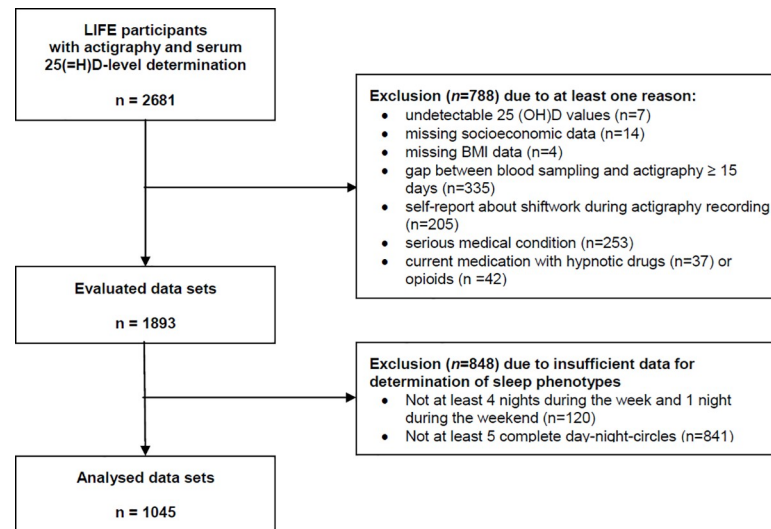 LIFE participants
with actigraphy and serum
25(=H)D-level determination
n = 2681
Exclusion (n=788) due to at least one reason:
• undetectable 25 (OH)D values (n=7)
• missing socioeconomic data (n=14)
• missing BMI data (n=4)
• gap between blood sampling and actigraphy ≥ 15
days (n=335)
• self-report about shiftwork during actigraphy recording
(n=205)
• serious medical condition (n=253)
• current medication with hypnotic drugs (n=37) or
opioids (n =42)
Evaluated data sets
n = 1893
Exclusion (n=848) due to insufficient data for
determination of sleep phenotypes
• Not at least 4 nights during the week and 1 night
during the weekend (n=120)
• Not at least 5 complete day-night-circles (n=841)
Analysed data sets
n = 1045